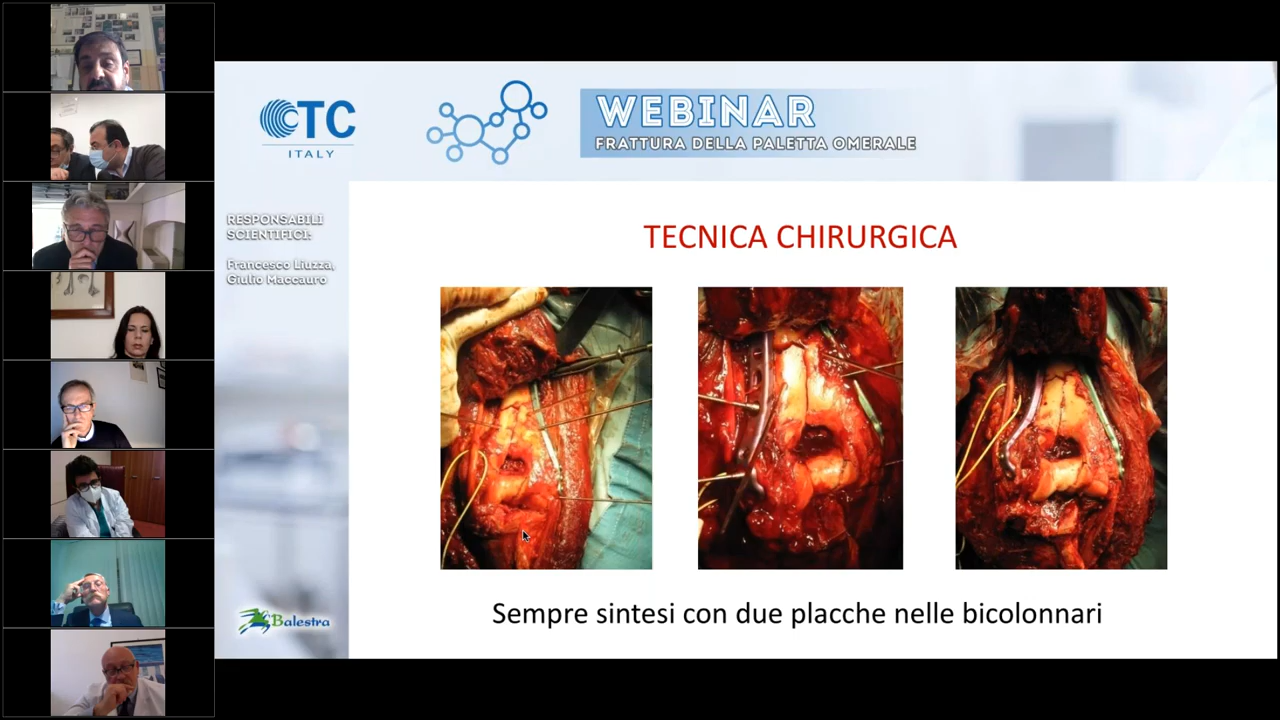 CTC
ITALY
WEBINAR
FRATTURA DELLA PALETTA OMERALE
RESPONSABILI
SCIENTIFICI:
Francesco Liuzza,
Giulio Maccauro
TECNICA CHIRURGICA
Sempre sintesi con due placche nelle bicolonnari
Balestra